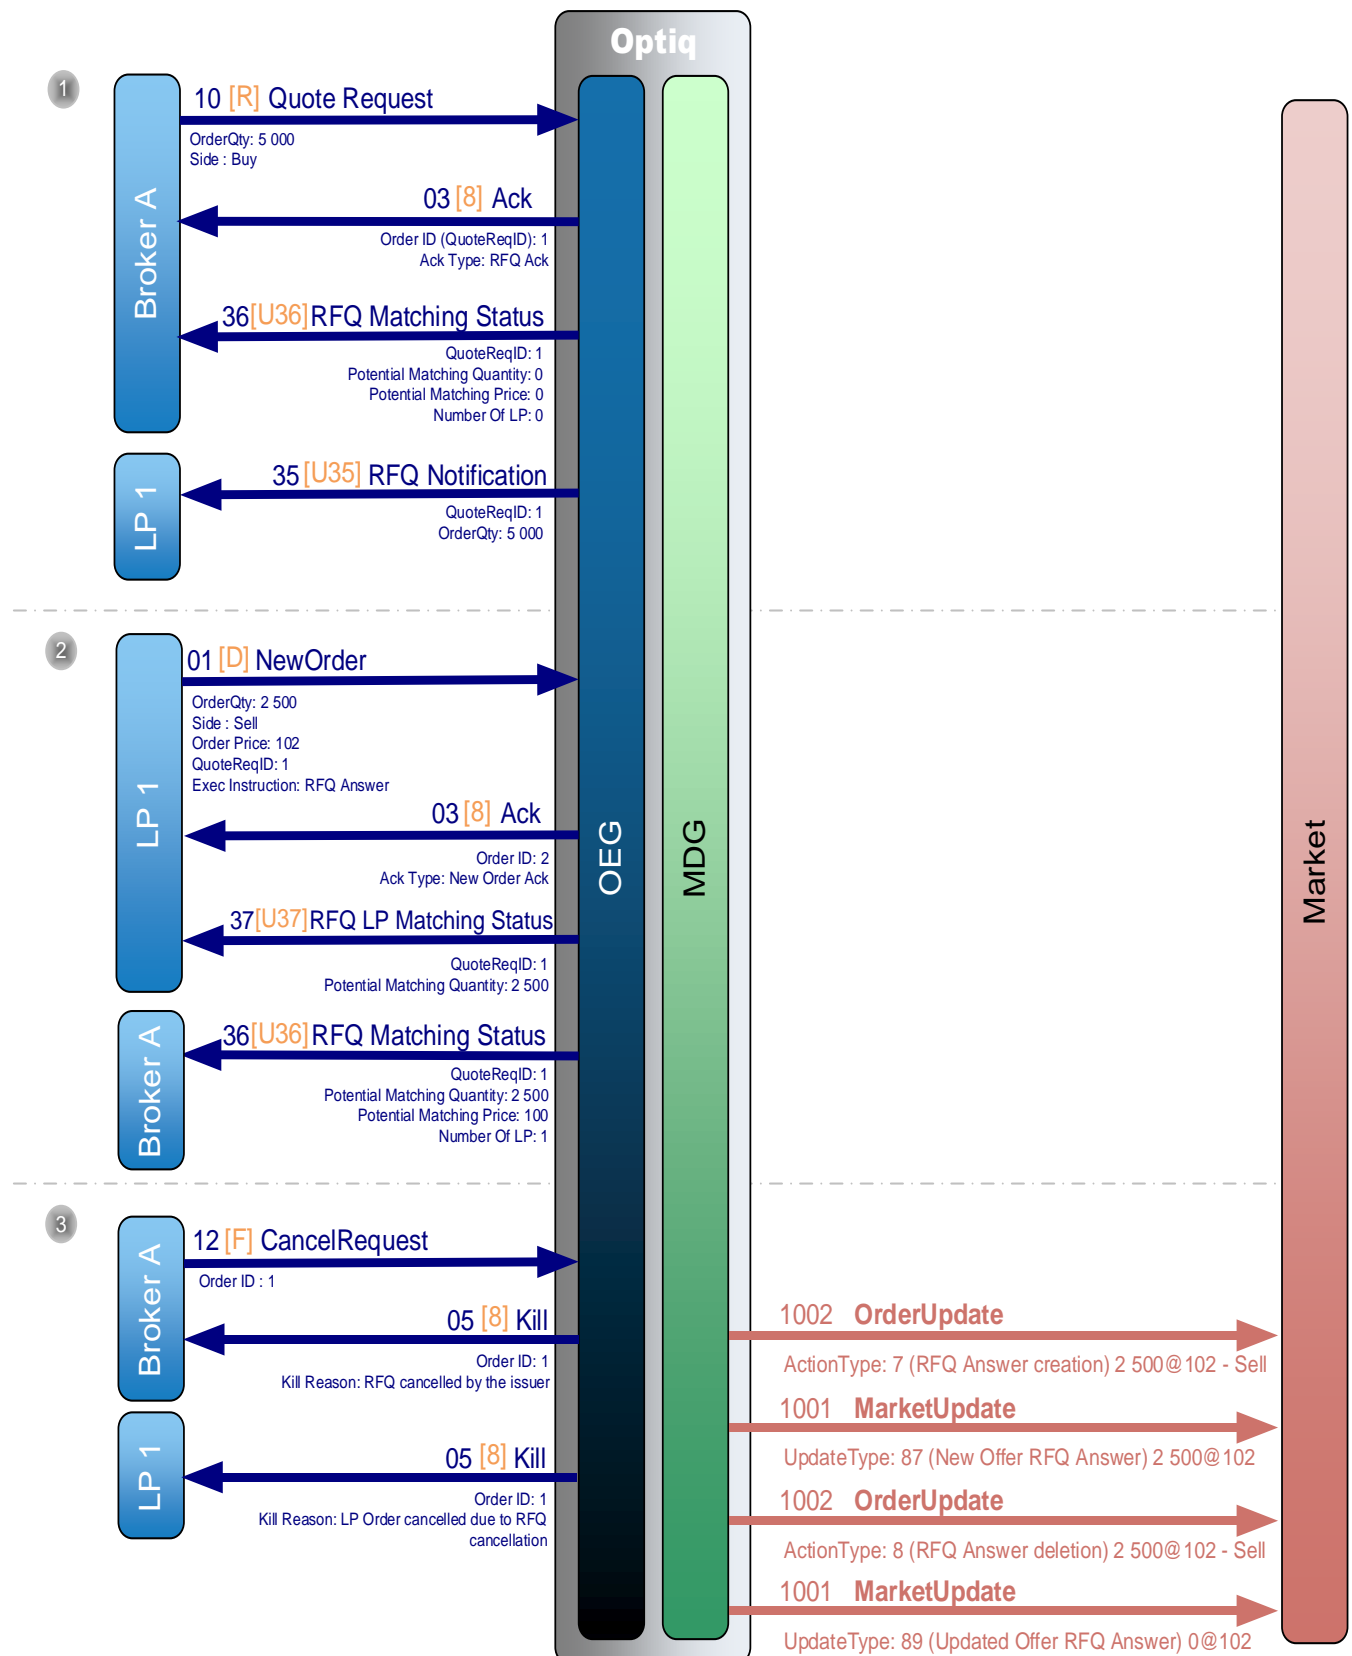 Optiq
1
Broker A
10 [R] Quote Request
OrderQty: 5 000
Side : Buy
03 [8] Ack
Order ID (QuoteReqID): 1
Ack Type: RFQ Ack
36[U36]RFQ Matching Status
QuoteReqID: 1
Potential Matching Quantity: 0
Potential Matching Price: 0
Number Of LP: 0
LP 1
35 [U35] RFQ Notification
QuoteReqID: 1
OrderQty: 5 000
2
LP 1
01 [D] NewOrder
OrderQty: 2 500
Side : Sell
Order Price: 102
QuoteReqID: 1
Exec Instruction: RFQ Answer
03 [8] Ack
Order ID: 2
Ack Type: New Order Ack
37[U37]RFQ LP Matching Status
QuoteReqID: 1
Potential Matching Quantity: 2 500
Broker A
36[U36]RFQ Matching Status
QuoteReqID: 1
Potential Matching Quantity: 2 500
Potential Matching Price: 100
Number Of LP: 1
OEG
MDG
Market
3
Broker A
12 [F] CancelRequest
Order ID : 1
05 [8] Kill
Order ID: 1
Kill Reason: RFQ cancelled by the issuer
LP 1
05 [8] Kill
Order ID: 1
Kill Reason: LP Order cancelled due to RFQ
cancellation
1002 OrderUpdate
ActionType: 7 (RFQ Answer creation) 2 500@102 - Sell
1001 MarketUpdate
UpdateType: 87 (New Offer RFQ Answer) 2 500@102
1002 OrderUpdate
ActionType: 8 (RFQ Answer deletion) 2 500@102 - Sell
1001 MarketUpdate
UpdateType: 89 (Updated Offer RFQ Answer) 0@102